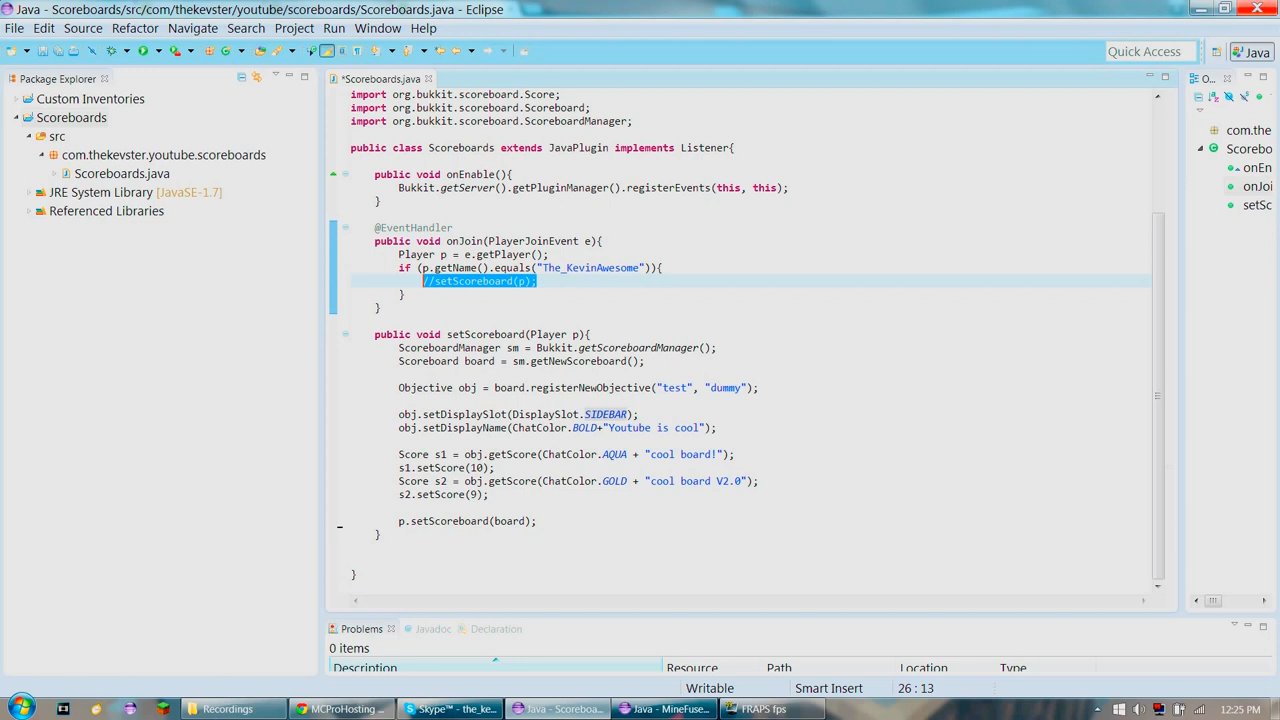 Java - Scoreboards/src/com/thekevster/youtube/scoreboards/Scoreboards.java - Eclipse
File Edit Source Refactor Navigate Search Project Run Window Help
Quick Access
Java
Package Explorer
Custom Inventories
Scoreboards
src
com.thekevster.youtube.scoreboards
Scoreboards.java
JRE System Library [JavaSE-1.7]
Referenced Libraries
*Scoreboards.java
import org.bukkit.scoreboard.Score;
import org.bukkit.scoreboard.Scoreboard;
import org.bukkit.scoreboard.ScoreboardManager;
public class Scoreboards extends JavaPlugin implements Listener{
public void onEnable(){
Bukkit.getServer().getPluginManager().registerEvents(this, this);
}
@EventHandler
public void onJoin(PlayerJoinEvent e){
Player p = e.getPlayer();
if (p.getName().equals("The_KevinAwesome")){
//setScoreboard(p);
}
}
public void setScoreboard(Player p){
ScoreboardManager sm = Bukkit.getScoreboardManager();
Scoreboard board = sm.getNewScoreboard();
Objective obj = board.registerNewObjective("test", "dummy");
obj.setDisplaySlot(DisplaySlot.SIDEBAR);
obj.setDisplayName(ChatColor.BOLD+"Youtube is cool");
Score s1 = obj.getScore(ChatColor.AQUA + "cool board!");
s1.setScore(10);
Score s2 = obj.getScore(ChatColor.GOLD + "cool board V2.0");
s2.setScore(9);
p.setScoreboard(board);
}
}
O...
com.the
Scorebo
onEn
onJoi
setSc
Problems Javadoc Declaration
0 items
Description Resource Path Location Type
Writable Smart Insert 26 : 13
Recordings MCProHosting ... Skype™ - the_ke... Java - Scoreboa... Java - MineFuse... FRAPS fps 12:25 PM